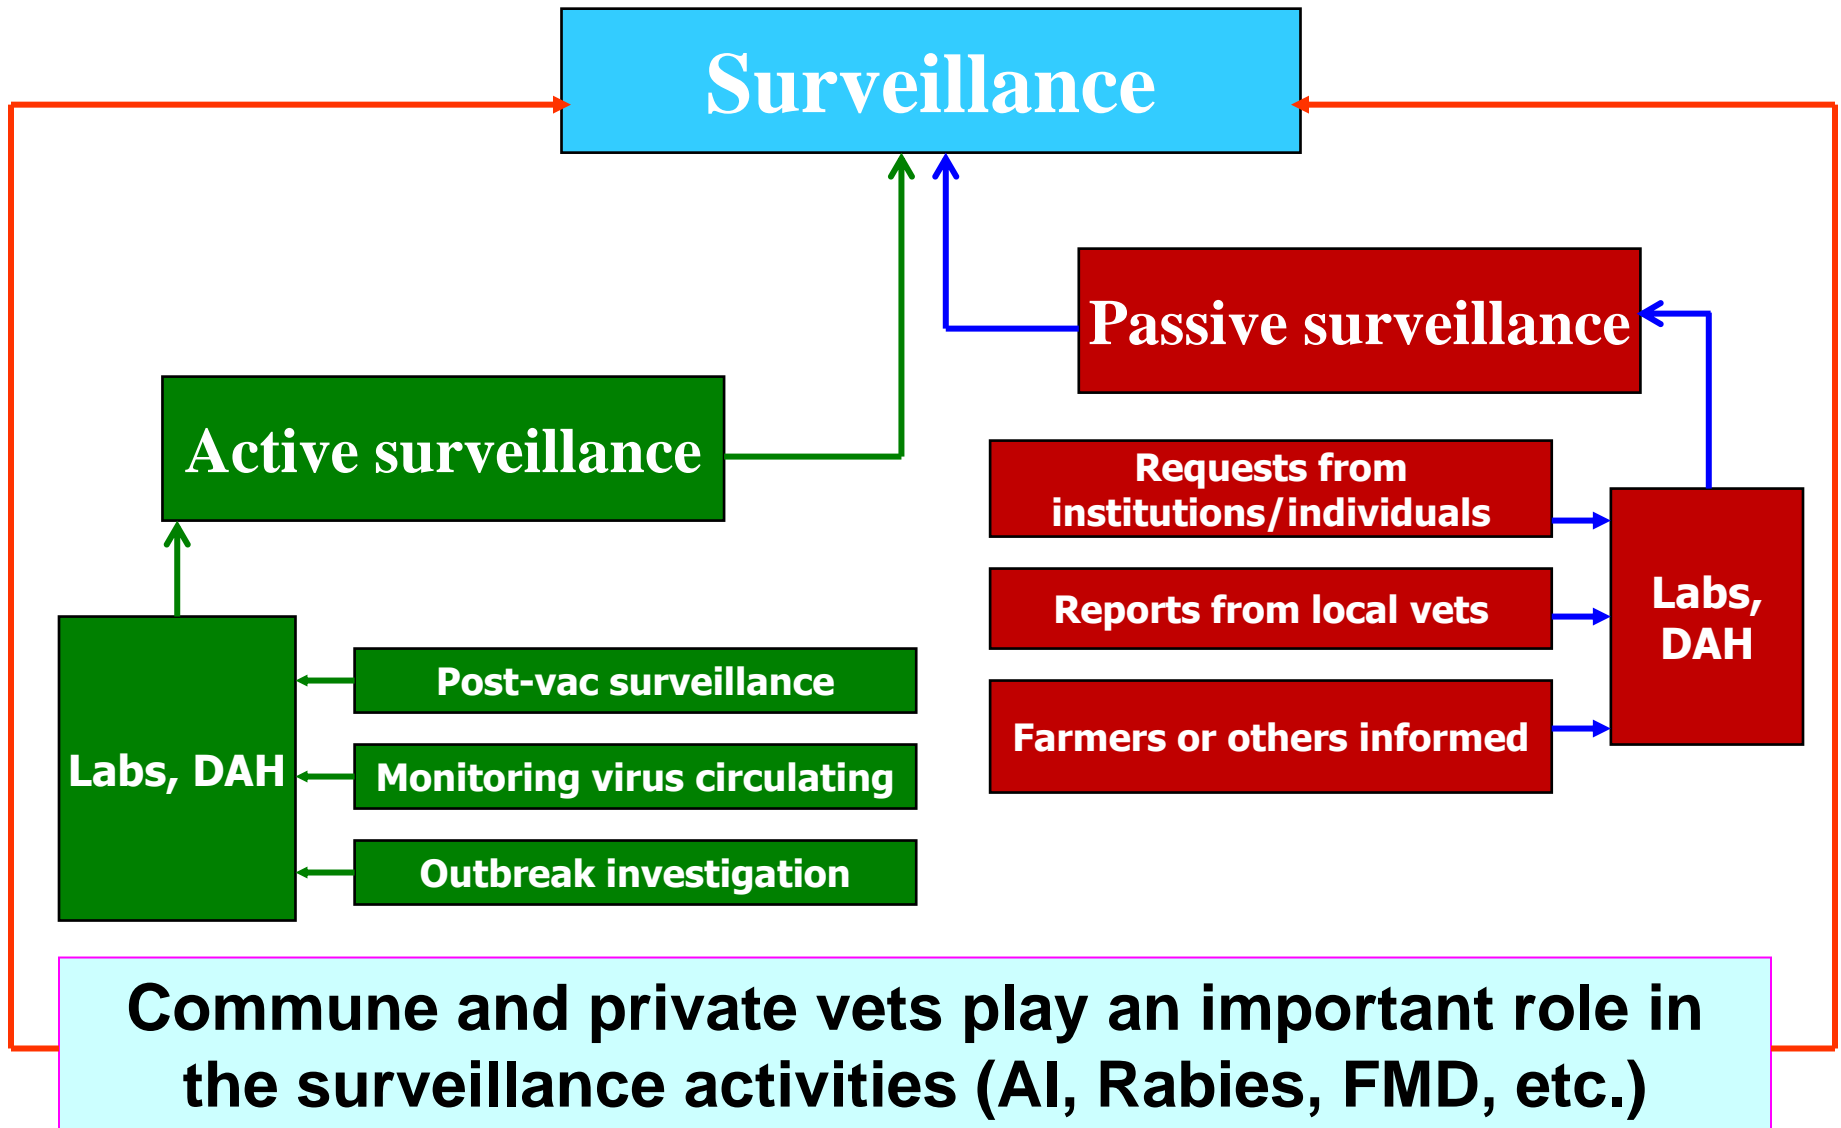 Surveillance
Passive surveillance
Active surveillance
Requests from
institutions/individuals
Reports from local vets
Farmers or others informed
Labs,
DAH
Labs, DAH
Post-vac surveillance
Monitoring virus circulating
Outbreak investigation
Commune and private vets play an important role in
the surveillance activities (AI, Rabies, FMD, etc.)